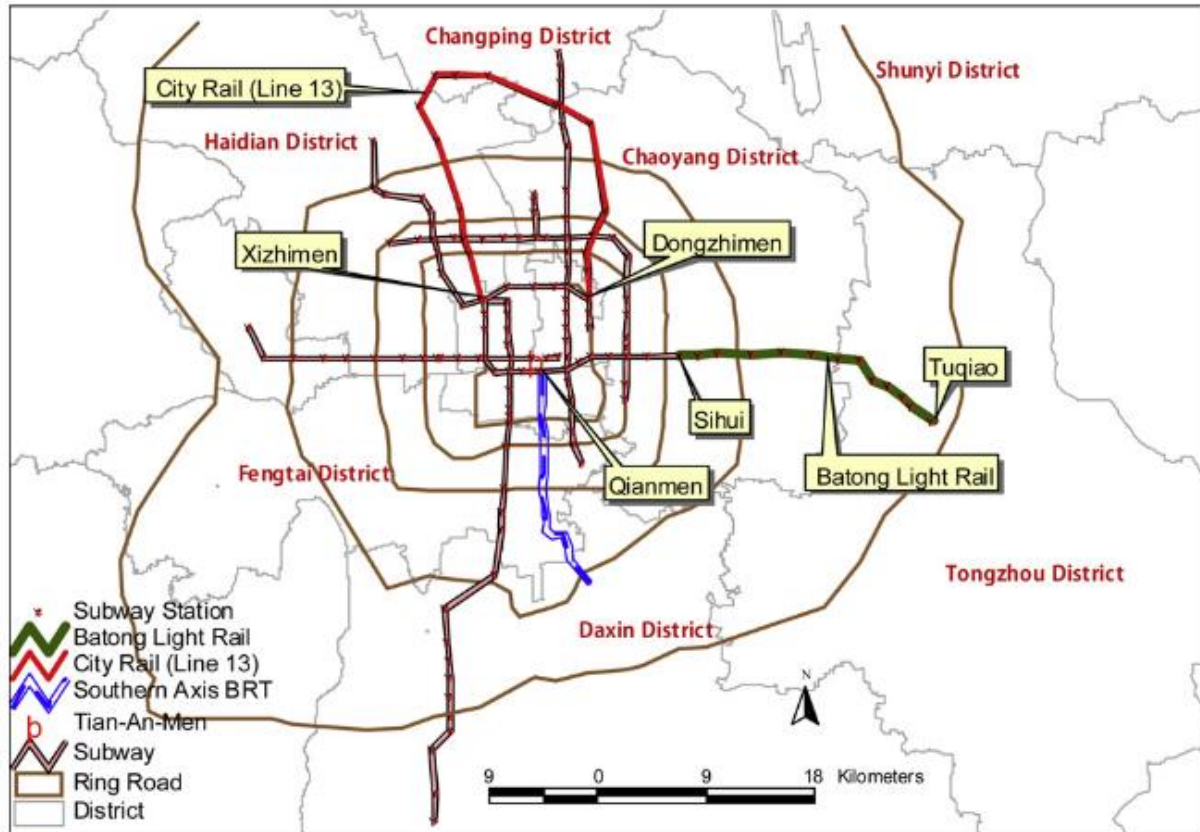 Changping District
Shunyi District
City Rail (Line 13)
Haidian District
Chaoyang District
Xizhimen
Dongzhimen
Tuqiao
Sihui
Fengtai District
Qianmen
Batong Light Rail
Tongzhou District
Daxin District
Subway Station
Batong Light Rail
City Rail (Line 13)
Southern Axis BRT
b Tian-An-Men
Subway
Ring Road
District
N
9 0 9 18 Kilometers